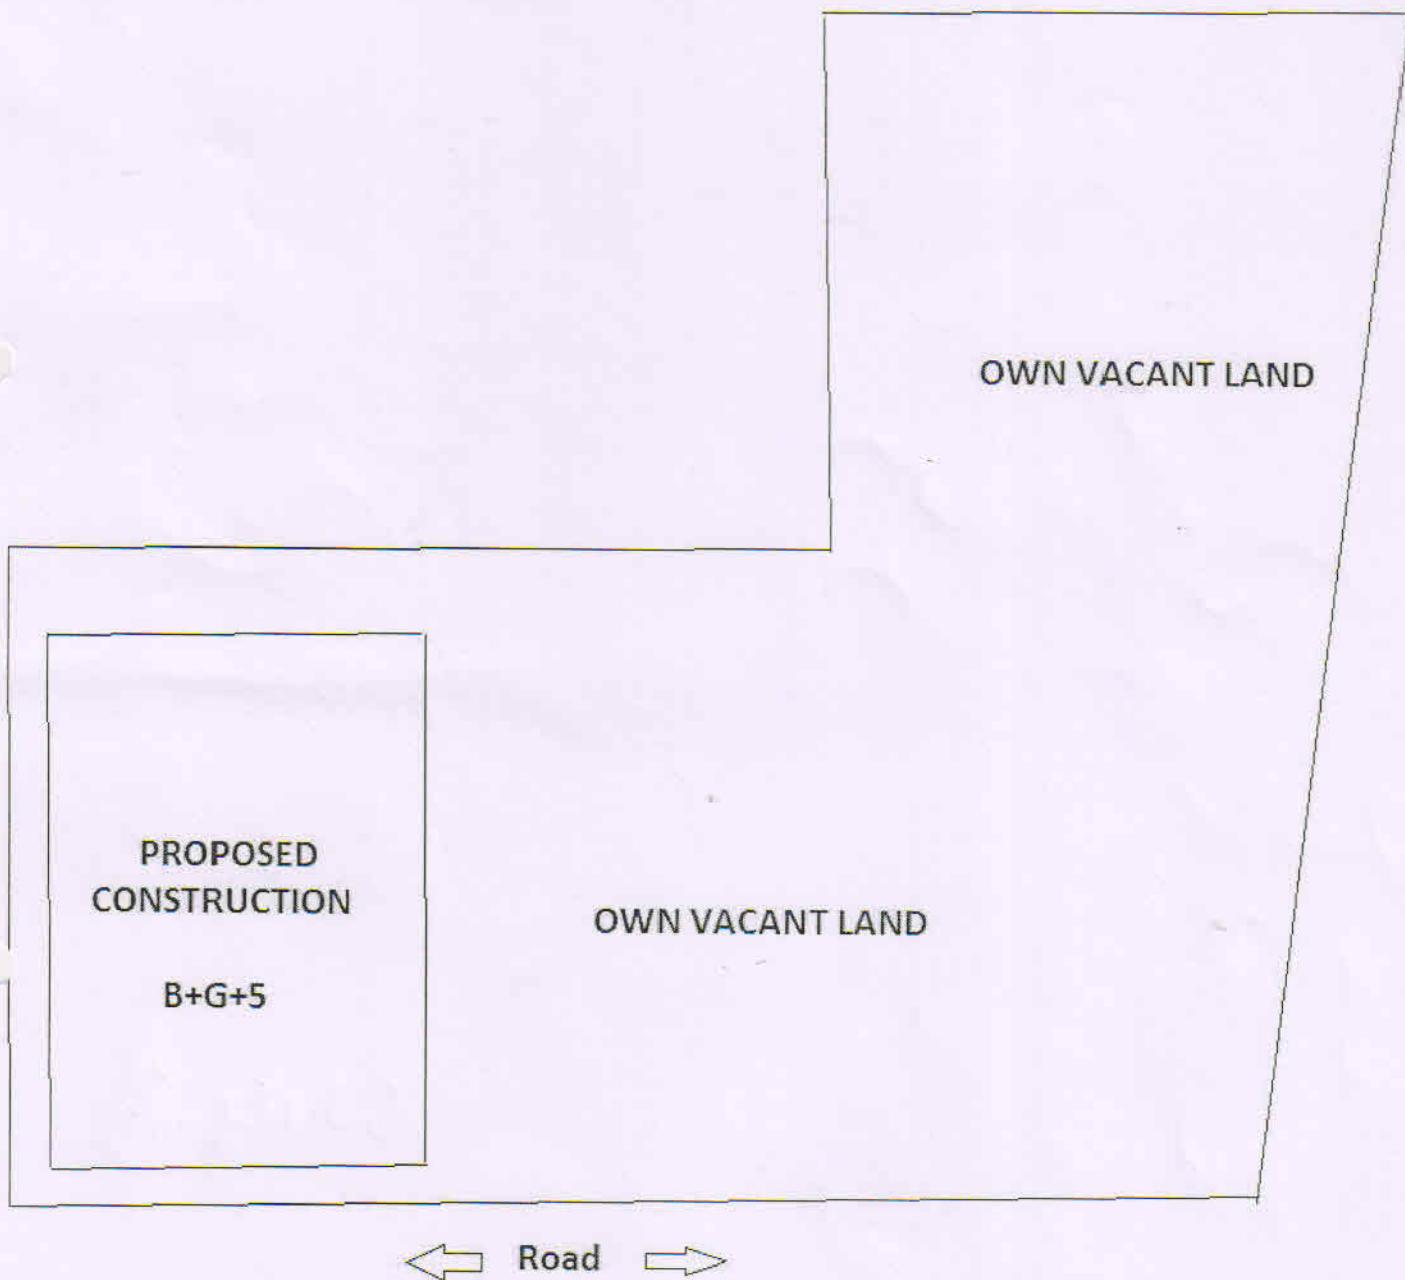 OWN VACANT LAND
PROPOSED
CONSTRUCTION
B+G+5
OWN VACANT LAND
Road